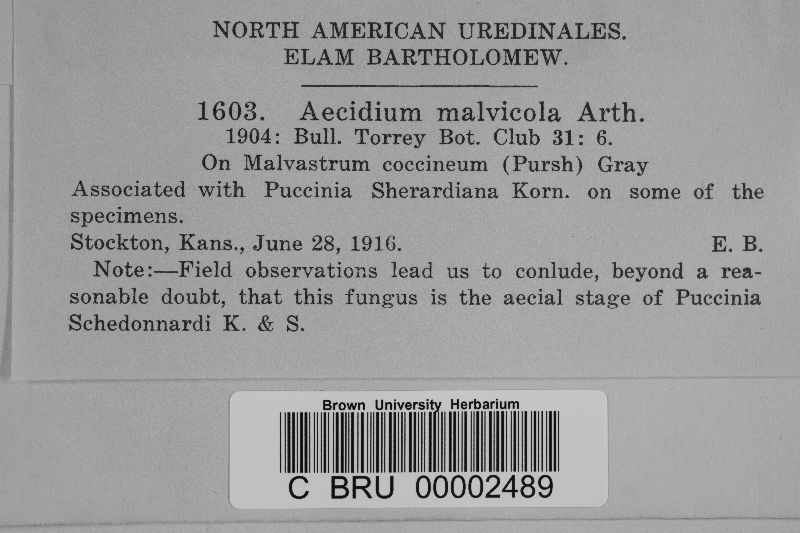 NORTH AMERICAN UREDINALES.
ELAM BARTHOLOMEW.
1603. Aecidium malvicola Arth.
1904: Bull. Torrey Bot. Club 31: 6.
On Malvastrum coccineum (Pursh) Gray
Associated with Puccinia Sherardiana Korn. on some of the
specimens.
Stockton, Kans., June 28, 1916. E. B.
Note:—Field observations lead us to conlude, beyond a rea-
sonable doubt, that this fungus is the aecial stage of Puccinia
Schedonnardi K. & S.
Brown University Herbarium
C BRU 00002489